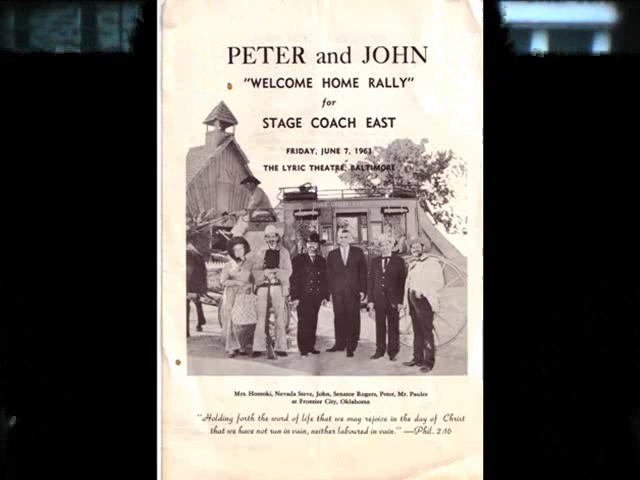 PETER and JOHN
"WELCOME HOME RALLY"
for
STAGE COACH EAST
FRIDAY, JUNE 7, 1963
THE LYRIC THEATRE, BALTIMORE
Mrs. Homoki, Nevada Steve, John, Senator Rogers, Peter, Mr. Paules
at Frontier City, Oklahoma
"Holding forth the word of life that we may rejoice in the day of Christ
that we have not run in vain, neither laboured in vain." —Phil. 2:16